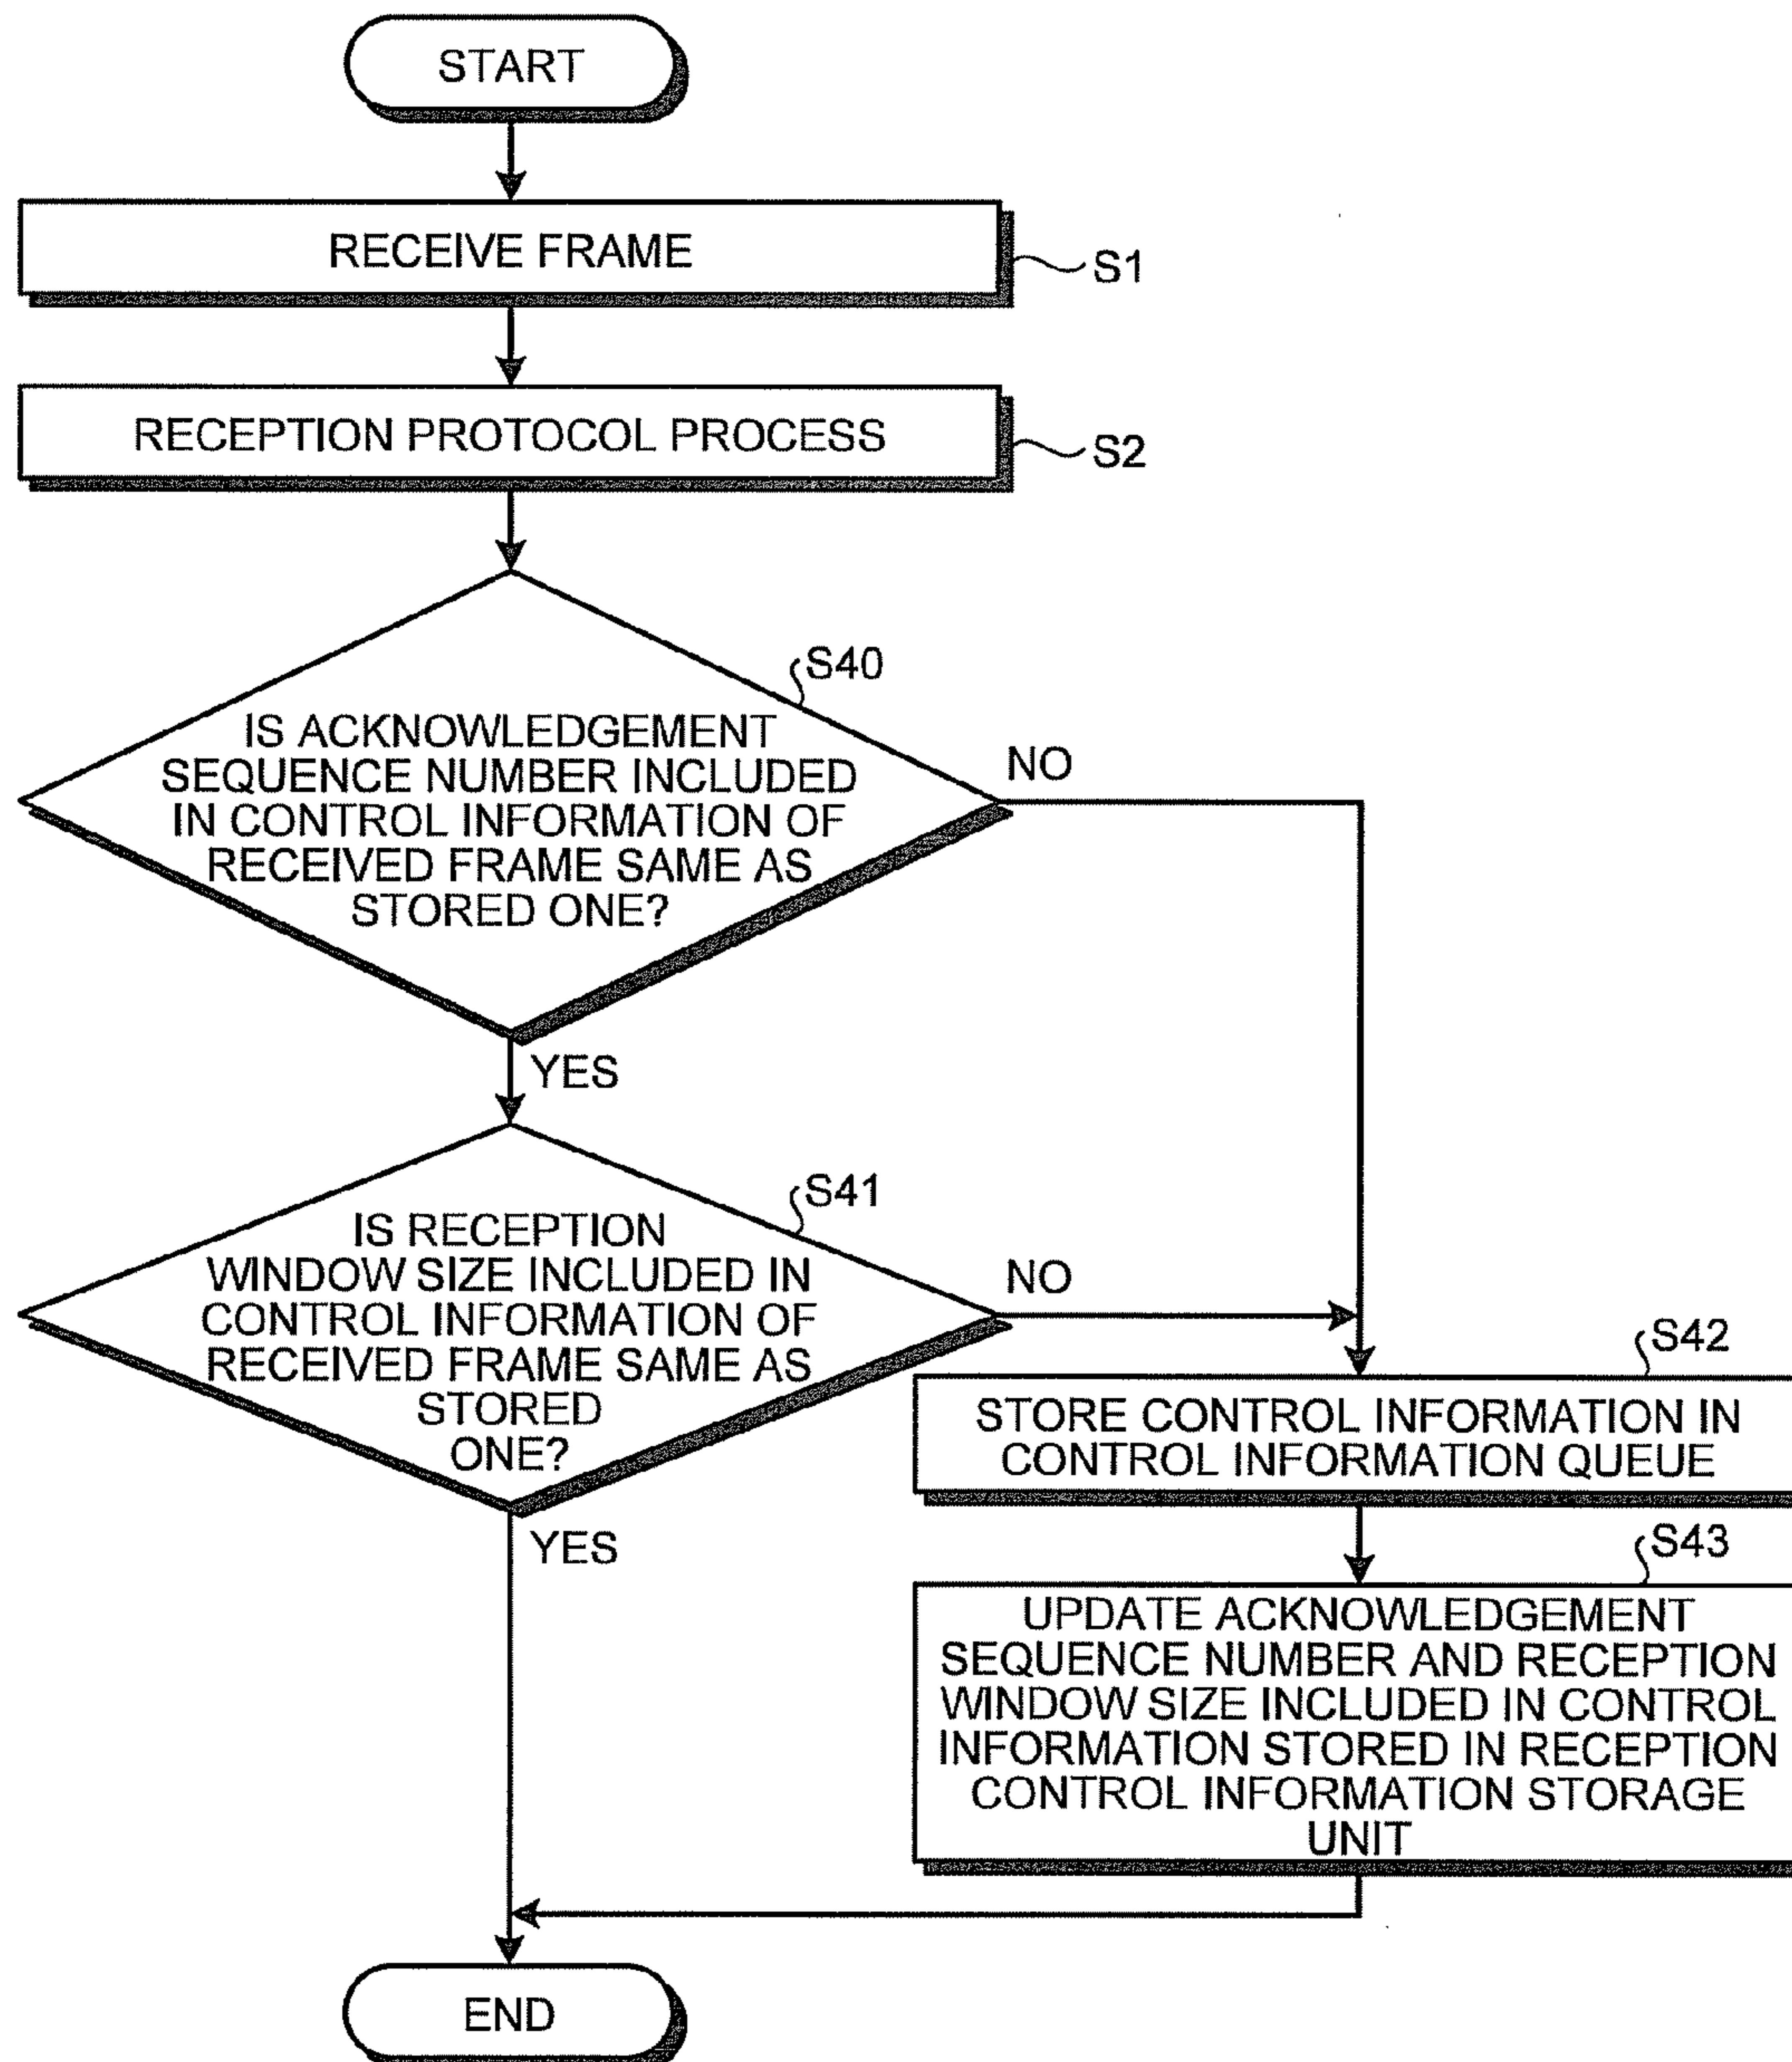 START
RECEIVE FRAME
S1
RECEPTION PROTOCOL PROCESS
S2
S40
IS ACKNOWLEDGEMENT
SEQUENCE NUMBER INCLUDED
IN CONTROL INFORMATION OF
RECEIVED FRAME SAME AS
STORED ONE?
NO
YES
S41
IS RECEPTION
WINDOW SIZE INCLUDED IN
CONTROL INFORMATION OF
RECEIVED FRAME SAME AS
STORED
ONE?
NO
YES
S42
STORE CONTROL INFORMATION IN
CONTROL INFORMATION QUEUE
S43
UPDATE ACKNOWLEDGEMENT
SEQUENCE NUMBER AND RECEPTION
WINDOW SIZE INCLUDED IN CONTROL
INFORMATION STORED IN RECEPTION
CONTROL INFORMATION STORAGE
UNIT
END